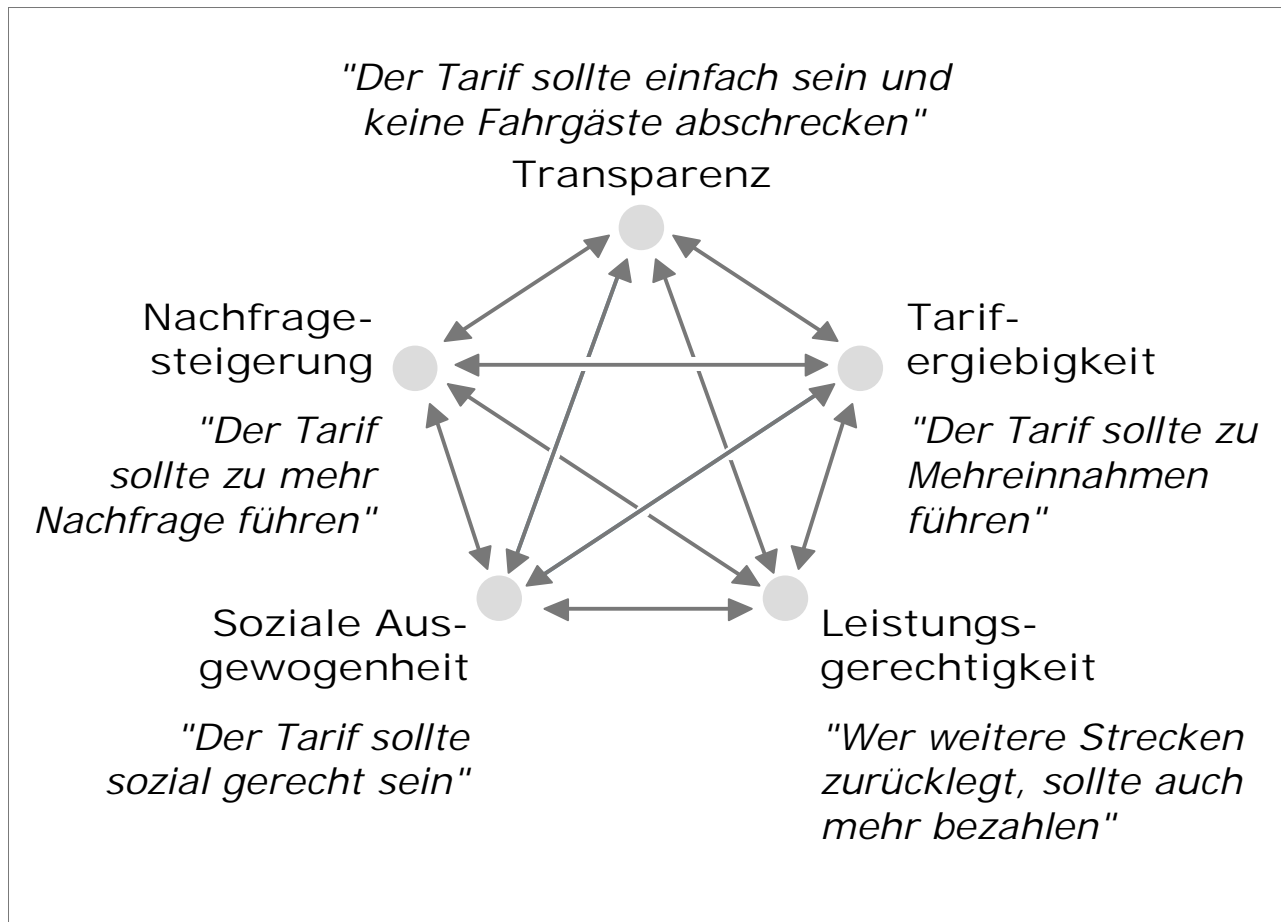 "Der Tarif sollte einfach sein und
keine Fahrgäste abschrecken"
Transparenz
Nachfrage-
steigerung
"Der Tarif
sollte zu mehr
Nachfrage führen"
Tarif-
ergiebigkeit
"Der Tarif sollte zu
Mehreinnahmen
führen"
Soziale Aus-
gewogenheit
"Der Tarif sollte
sozial gerecht sein"
Leistungs-
gerechtigkeit
"Wer weitere Strecken
zurücklegt, sollte auch
mehr bezahlen"